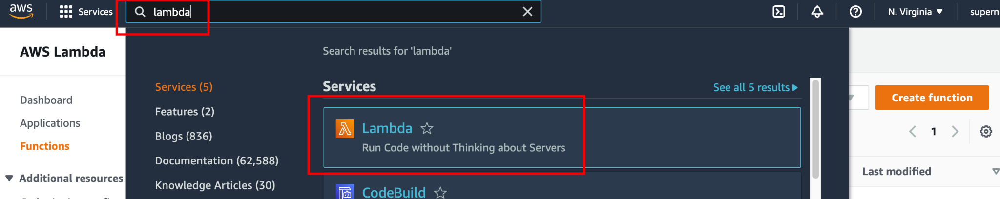 aws
Services
lambda
N. Virginia
AWS Lambda
Search results for 'lambda'
Services (5)
Services
See all 5 results
Dashboard
Create function
Features (2)
Applications
Lambda
Blogs (836)
1
Functions
Run Code without Thinking about Servers
Documentation (62,588)
Additional resources
Last modified
Knowledge Articles (30)
CodeBuild